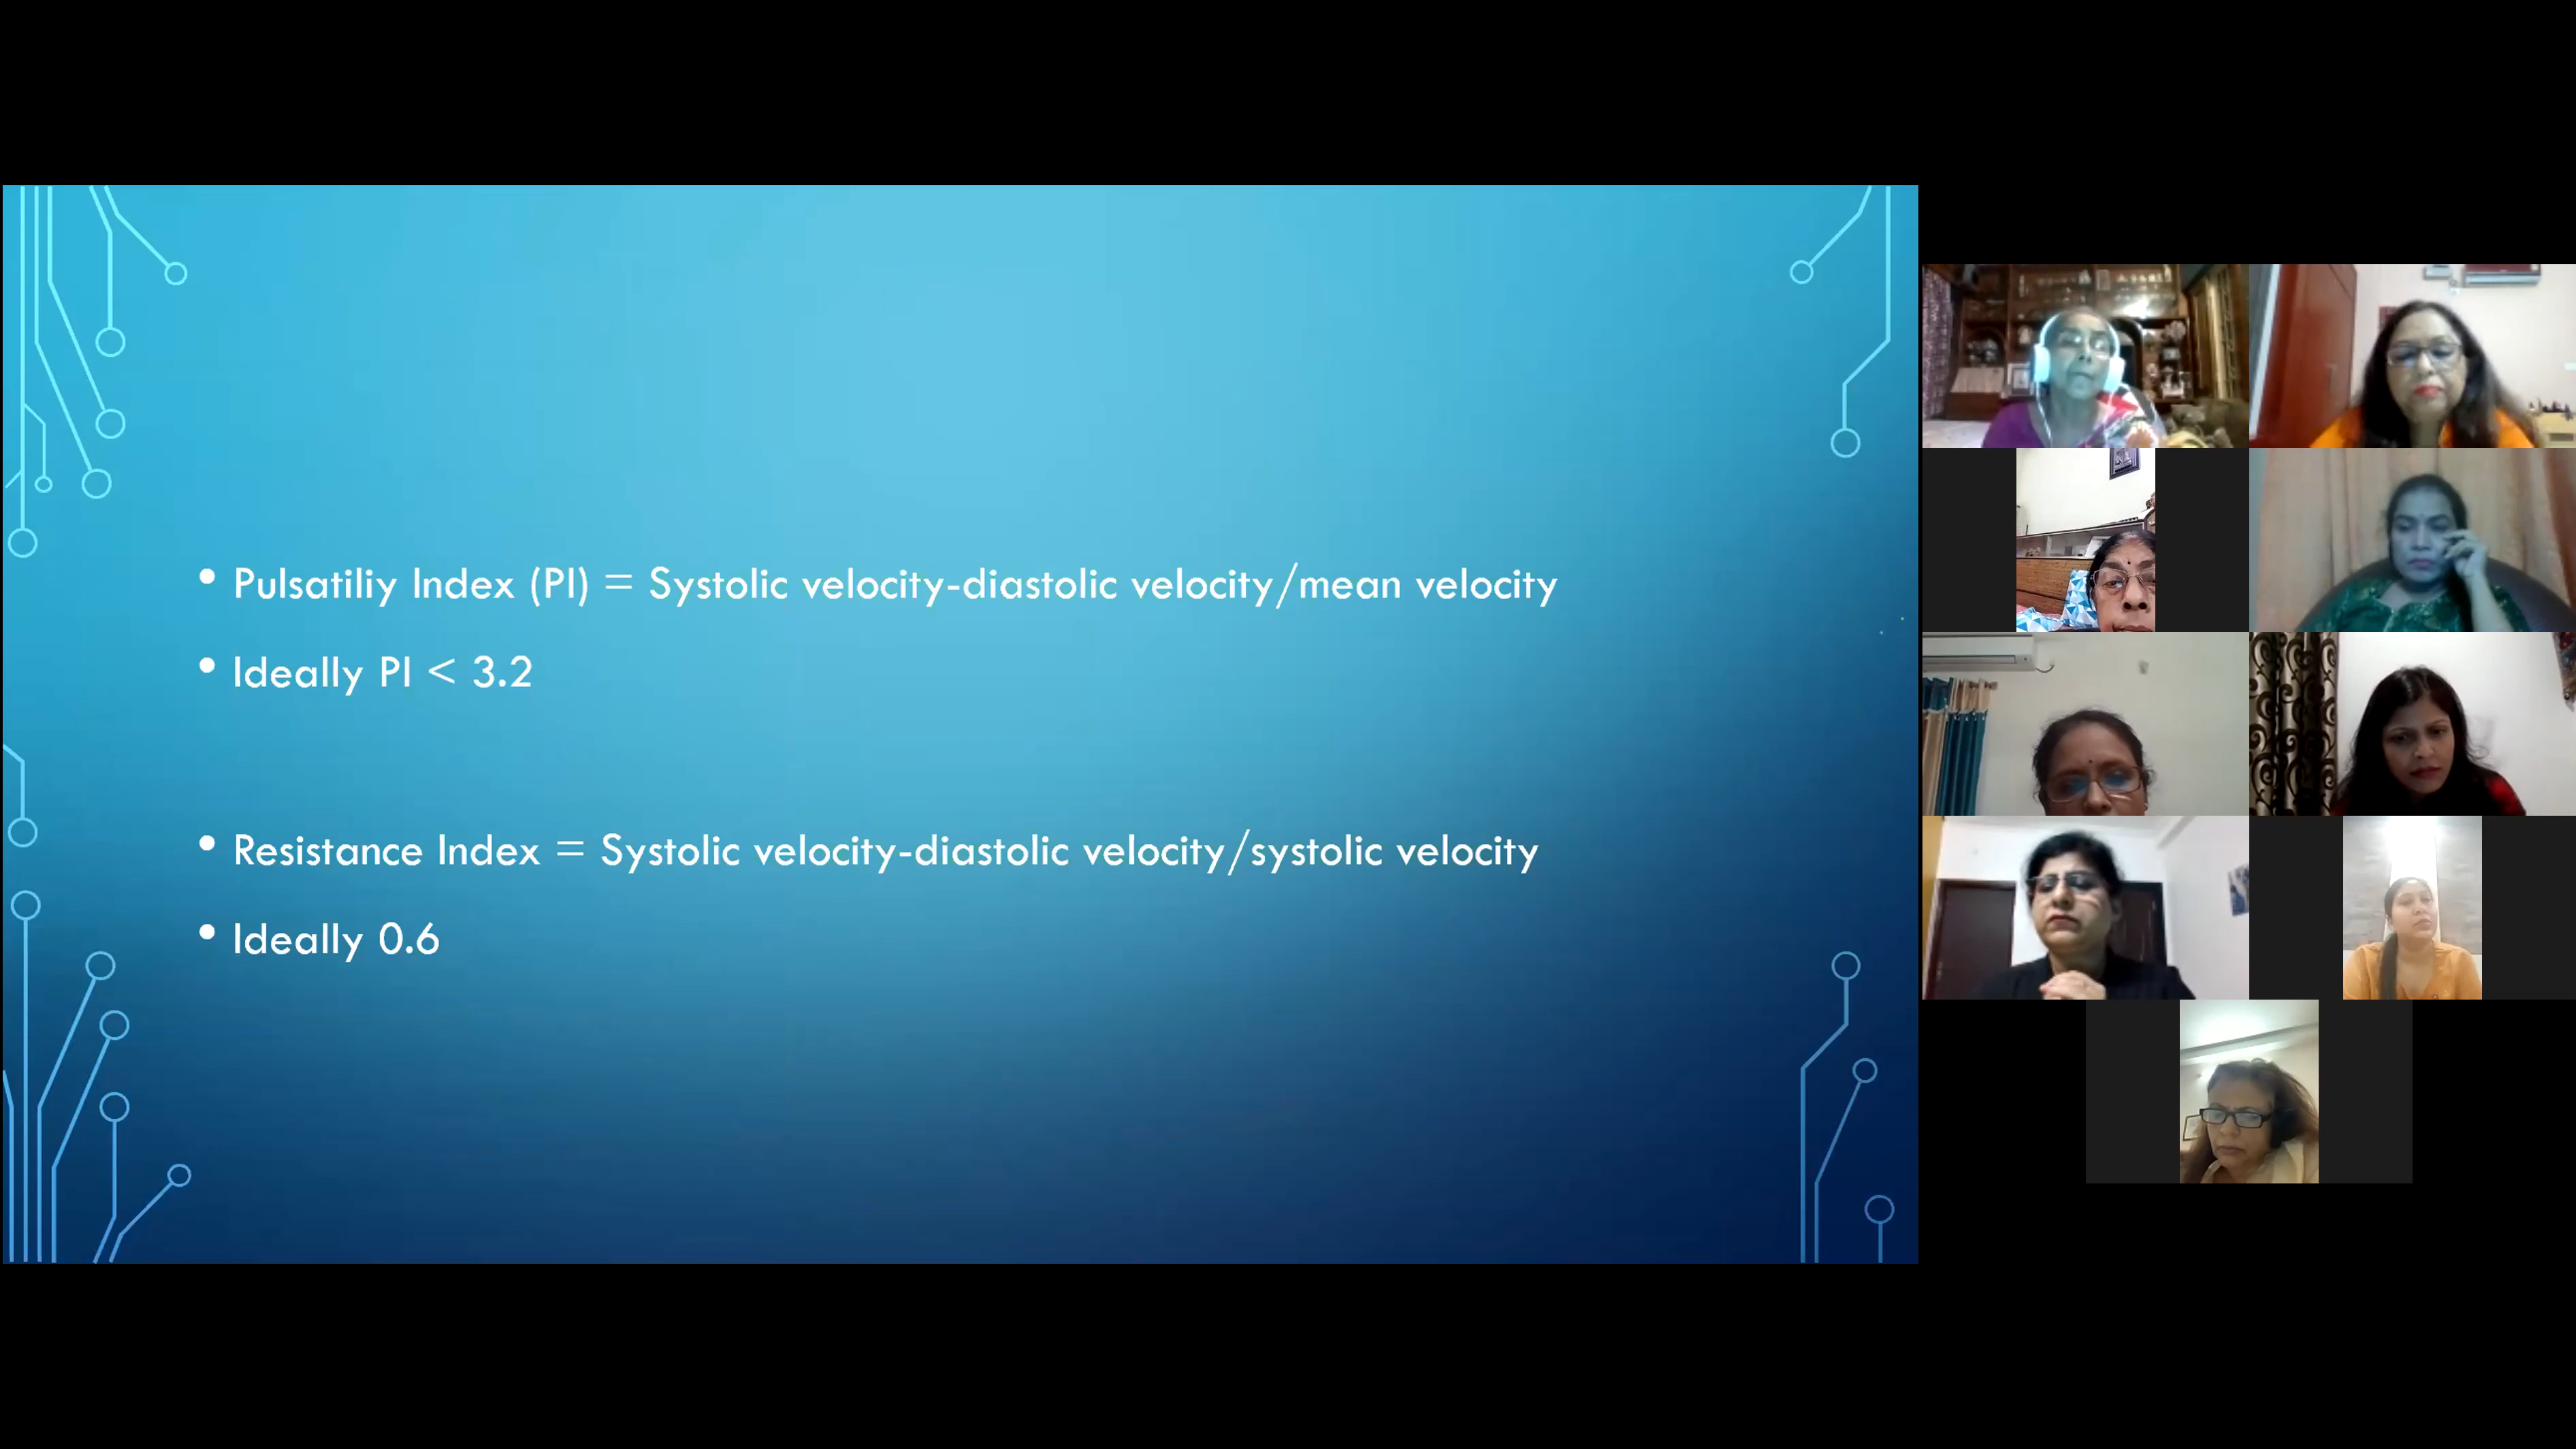 • Pulsatiliy Index (PI) = Systolic velocity-diastolic velocity/mean velocity
• Ideally PI < 3.2
• Resistance Index = Systolic velocity-diastolic velocity/systolic velocity
• Ideally 0.6